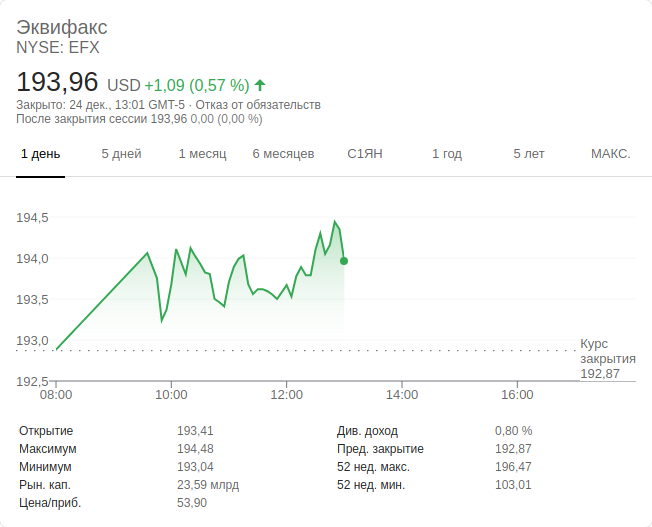 Эквифакс
NYSE: EFX
193,96 USD +1,09 (0,57 %) ↑
Закрыто: 24 дек., 13:01 GMT-5 · Отказ от обязательств
После закрытия сессии 193,96 0,00 (0,00 %)
1 день 5 дней 1 месяц 6 месяцев С1ЯН 1 год 5 лет МАКС.
194,5
194,0
193,5
193,0
Курс
закрытия
192,87
192,5
08:00 10:00 12:00 14:00 16:00
Открытие 193,41 Див. доход 0,80 %
Максимум 194,48 Пред. закрытие 192,87
Минимум 193,04 52 нед. макс. 196,47
Рын. кап. 23,59 млрд 52 нед. мин. 103,01
Цена/приб. 53,90